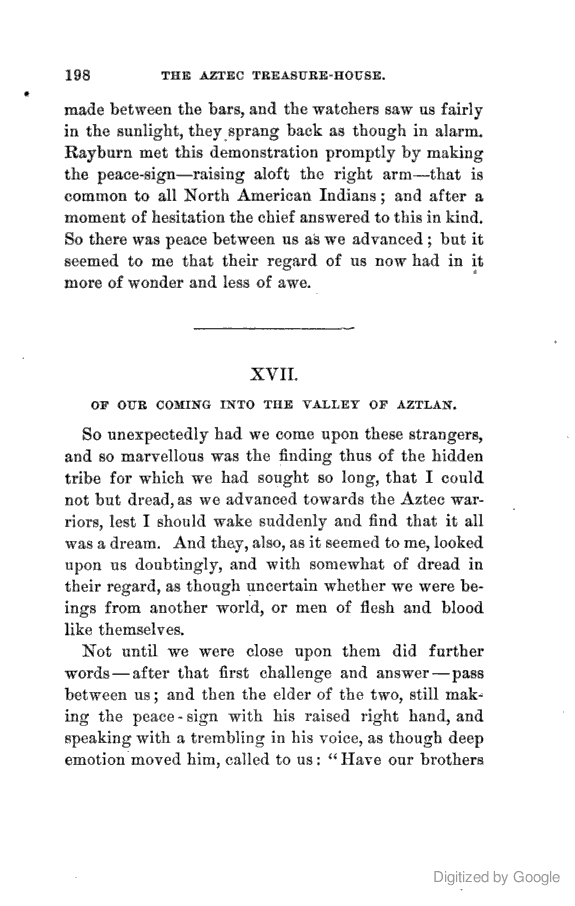 198 THE AZTEC TREASURE-HOUSE.
made between the bars, and the watchers saw us fairly
in the sunlight, they sprang back as though in alarm.
Rayburn met this demonstration promptly by making
the peace-sign—raising aloft the right arm—that is
common to all North American Indians; and after a
moment of hesitation the chief answered to this in kind.
So there was peace between us as we advanced; but it
seemed to me that their regard of us now had in it
more of wonder and less of awe.
XVII.
OF OUR COMING INTO THE VALLEY OF AZTLAN.
So unexpectedly had we come upon these strangers,
and so marvellous was the finding thus of the hidden
tribe for which we had sought so long, that I could
not but dread, as we advanced towards the Aztec war-
riors, lest I should wake suddenly and find that it all
was a dream. And they, also, as it seemed to me, looked
upon us doubtingly, and with somewhat of dread in
their regard, as though uncertain whether we were be-
ings from another world, or men of flesh and blood
like themselves.
Not until we were close upon them did further
words—after that first challenge and answer—pass
between us; and then the elder of the two, still mak-
ing the peace-sign with his raised right hand, and
speaking with a trembling in his voice, as though deep
emotion moved him, called to us: "Have our brothers
Digitized by Google